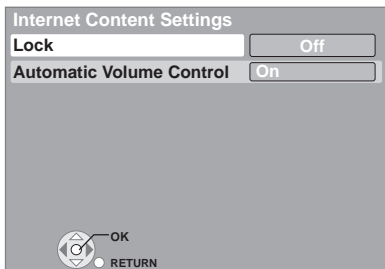 Internet Content Settings
Lock Off
Automatic Volume Control On
OK
RETURN